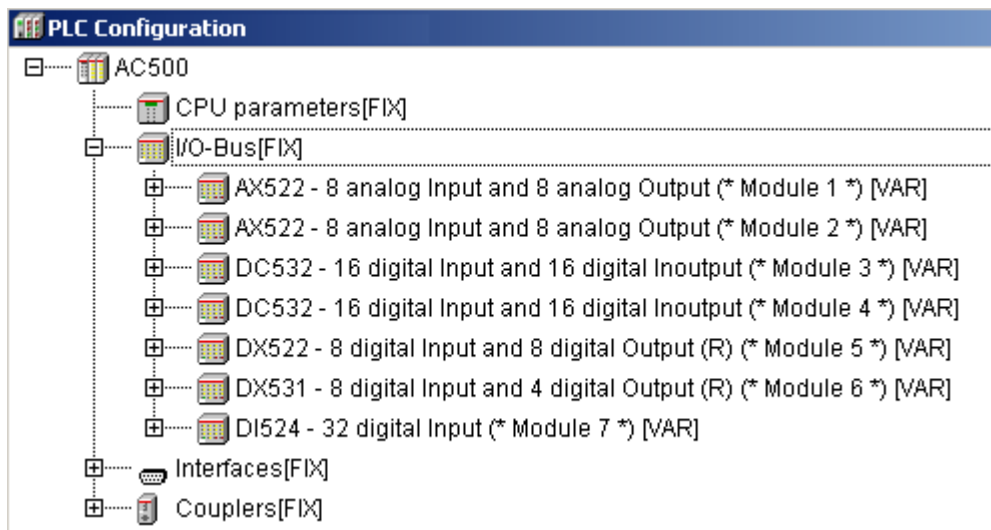 PLC Configuration
AC500
CPU parameters[FIX]
I/O-Bus[FIX]
AX522 - 8 analog Input and 8 analog Output (* Module 1 *) [VAR]
AX522 - 8 analog Input and 8 analog Output (* Module 2 *) [VAR]
DC532 - 16 digital Input and 16 digital Inoutput (* Module 3 *) [VAR]
DC532 - 16 digital Input and 16 digital Inoutput (* Module 4 *) [VAR]
DX522 - 8 digital Input and 8 digital Output (R) (* Module 5 *) [VAR]
DX531 - 8 digital Input and 4 digital Output (R) (* Module 6 *) [VAR]
DI524 - 32 digital Input (* Module 7 *) [VAR]
Interfaces[FIX]
Couplers[FIX]